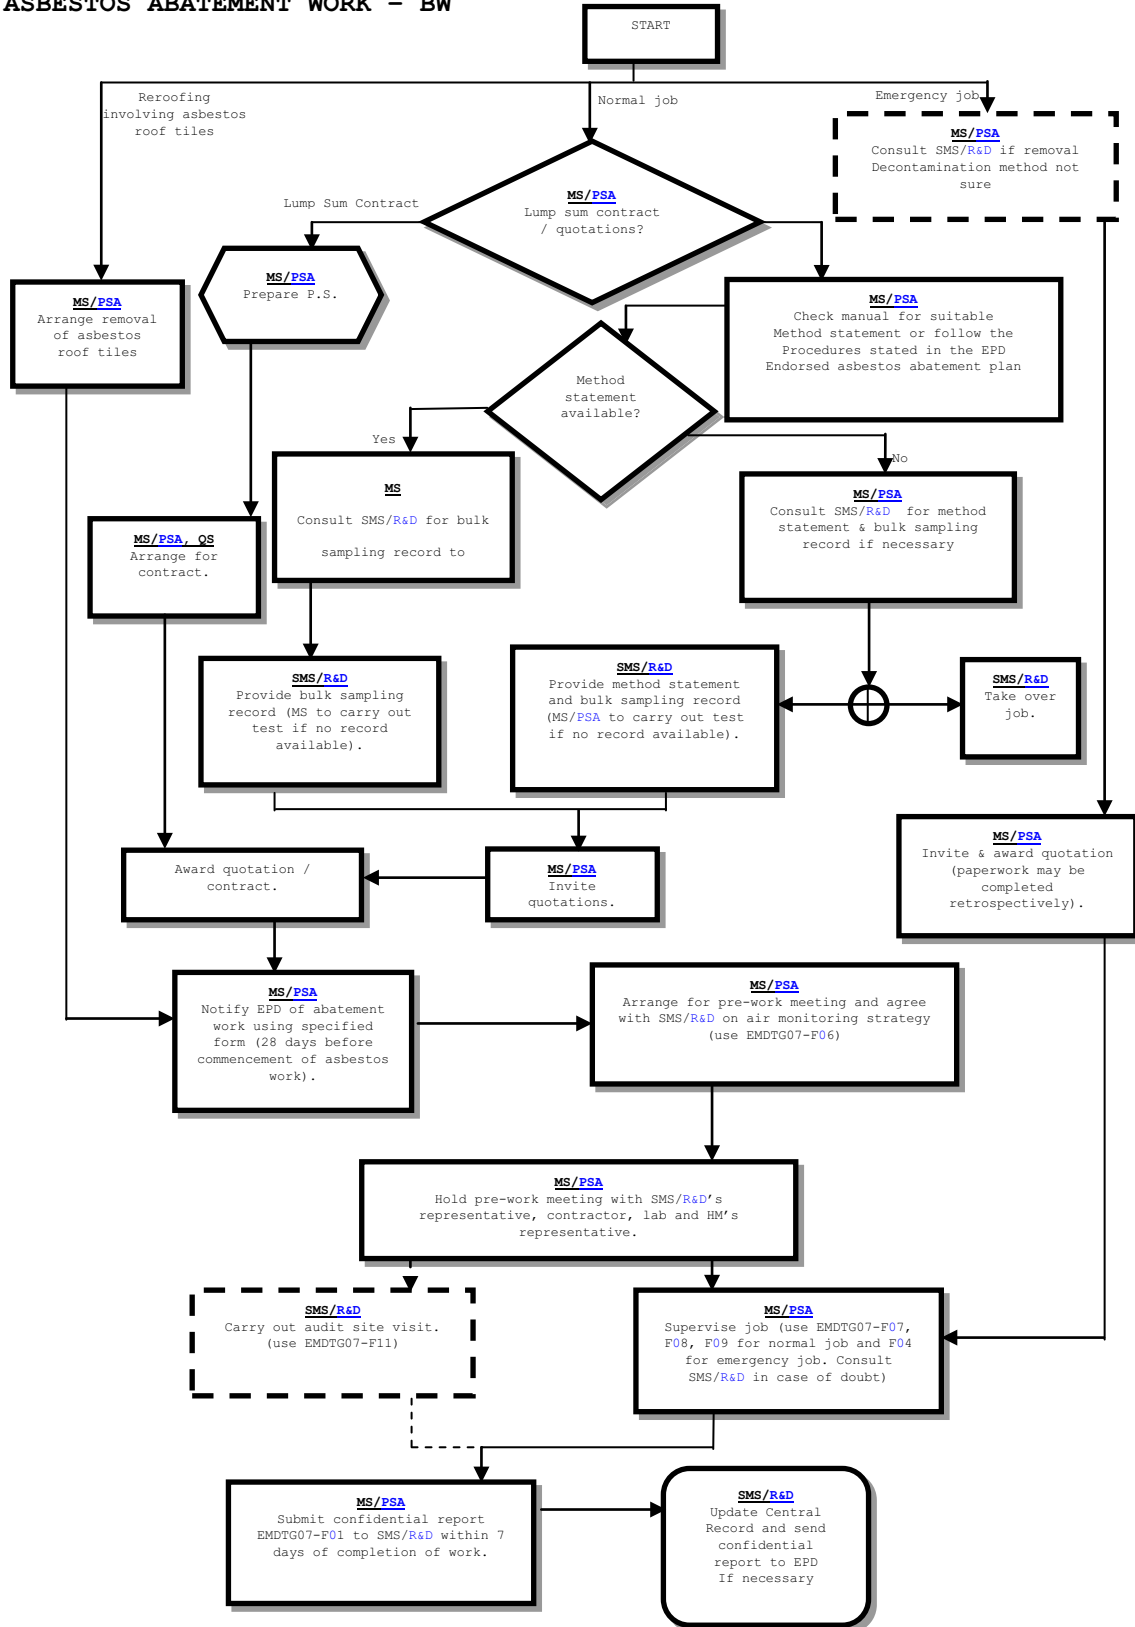 ASBESTOS ABATEMENT WORK – BW
START
Reroofing
involving asbestos
roof tiles
Normal job
Emergency job
MS/PSA
Consult SMS/R&D if removal
Decontamination method not
sure
MS/PSA
Lump sum contract
/ quotations?
Lump Sum Contract
MS/PSA
Prepare P.S.
MS/PSA
Arrange removal
of asbestos
roof tiles
MS/PSA
Check manual for suitable
Method statement or follow the
Procedures stated in the EPD
Endorsed asbestos abatement plan
Method
statement
available?
Yes
No
MS
Consult SMS/R&D for bulk
sampling record to
MS/PSA
Consult SMS/R&D for method
statement & bulk sampling
record if necessary
MS/PSA, QS
Arrange for
contract.
SMS/R&D
Provide bulk sampling
record (MS to carry out
test if no record
available).
SMS/R&D
Provide method statement
and bulk sampling record
(MS/PSA to carry out test
if no record available).
SMS/R&D
Take over
job.
Award quotation /
contract.
MS/PSA
Invite
quotations.
MS/PSA
Invite & award quotation
(paperwork may be
completed
retrospectively).
MS/PSA
Notify EPD of abatement
work using specified
form (28 days before
commencement of asbestos
work).
MS/PSA
Arrange for pre-work meeting and agree
with SMS/R&D on air monitoring strategy
(use EMDTG07-F06)
MS/PSA
Hold pre-work meeting with SMS/R&D's
representative, contractor, lab and HM's
representative.
SMS/R&D
Carry out audit site visit.
(use EMDTG07-F11)
MS/PSA
Supervise job (use EMDTG07-F07,
F08, F09 for normal job and F04
for emergency job. Consult
SMS/R&D in case of doubt)
MS/PSA
Submit confidential report
EMDTG07-F01 to SMS/R&D within 7
days of completion of work.
SMS/R&D
Update Central
Record and send
confidential
report to EPD
If necessary